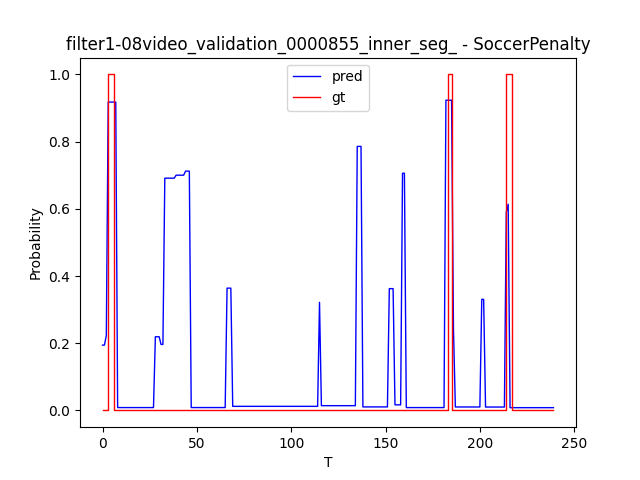 filter1-08video_validation_0000855_inner_seg_ - SoccerPenalty
pred
gt
1.0
0.8
0.6
0.4
0.2
0.0
Probability
0
50
100
150
200
250
T